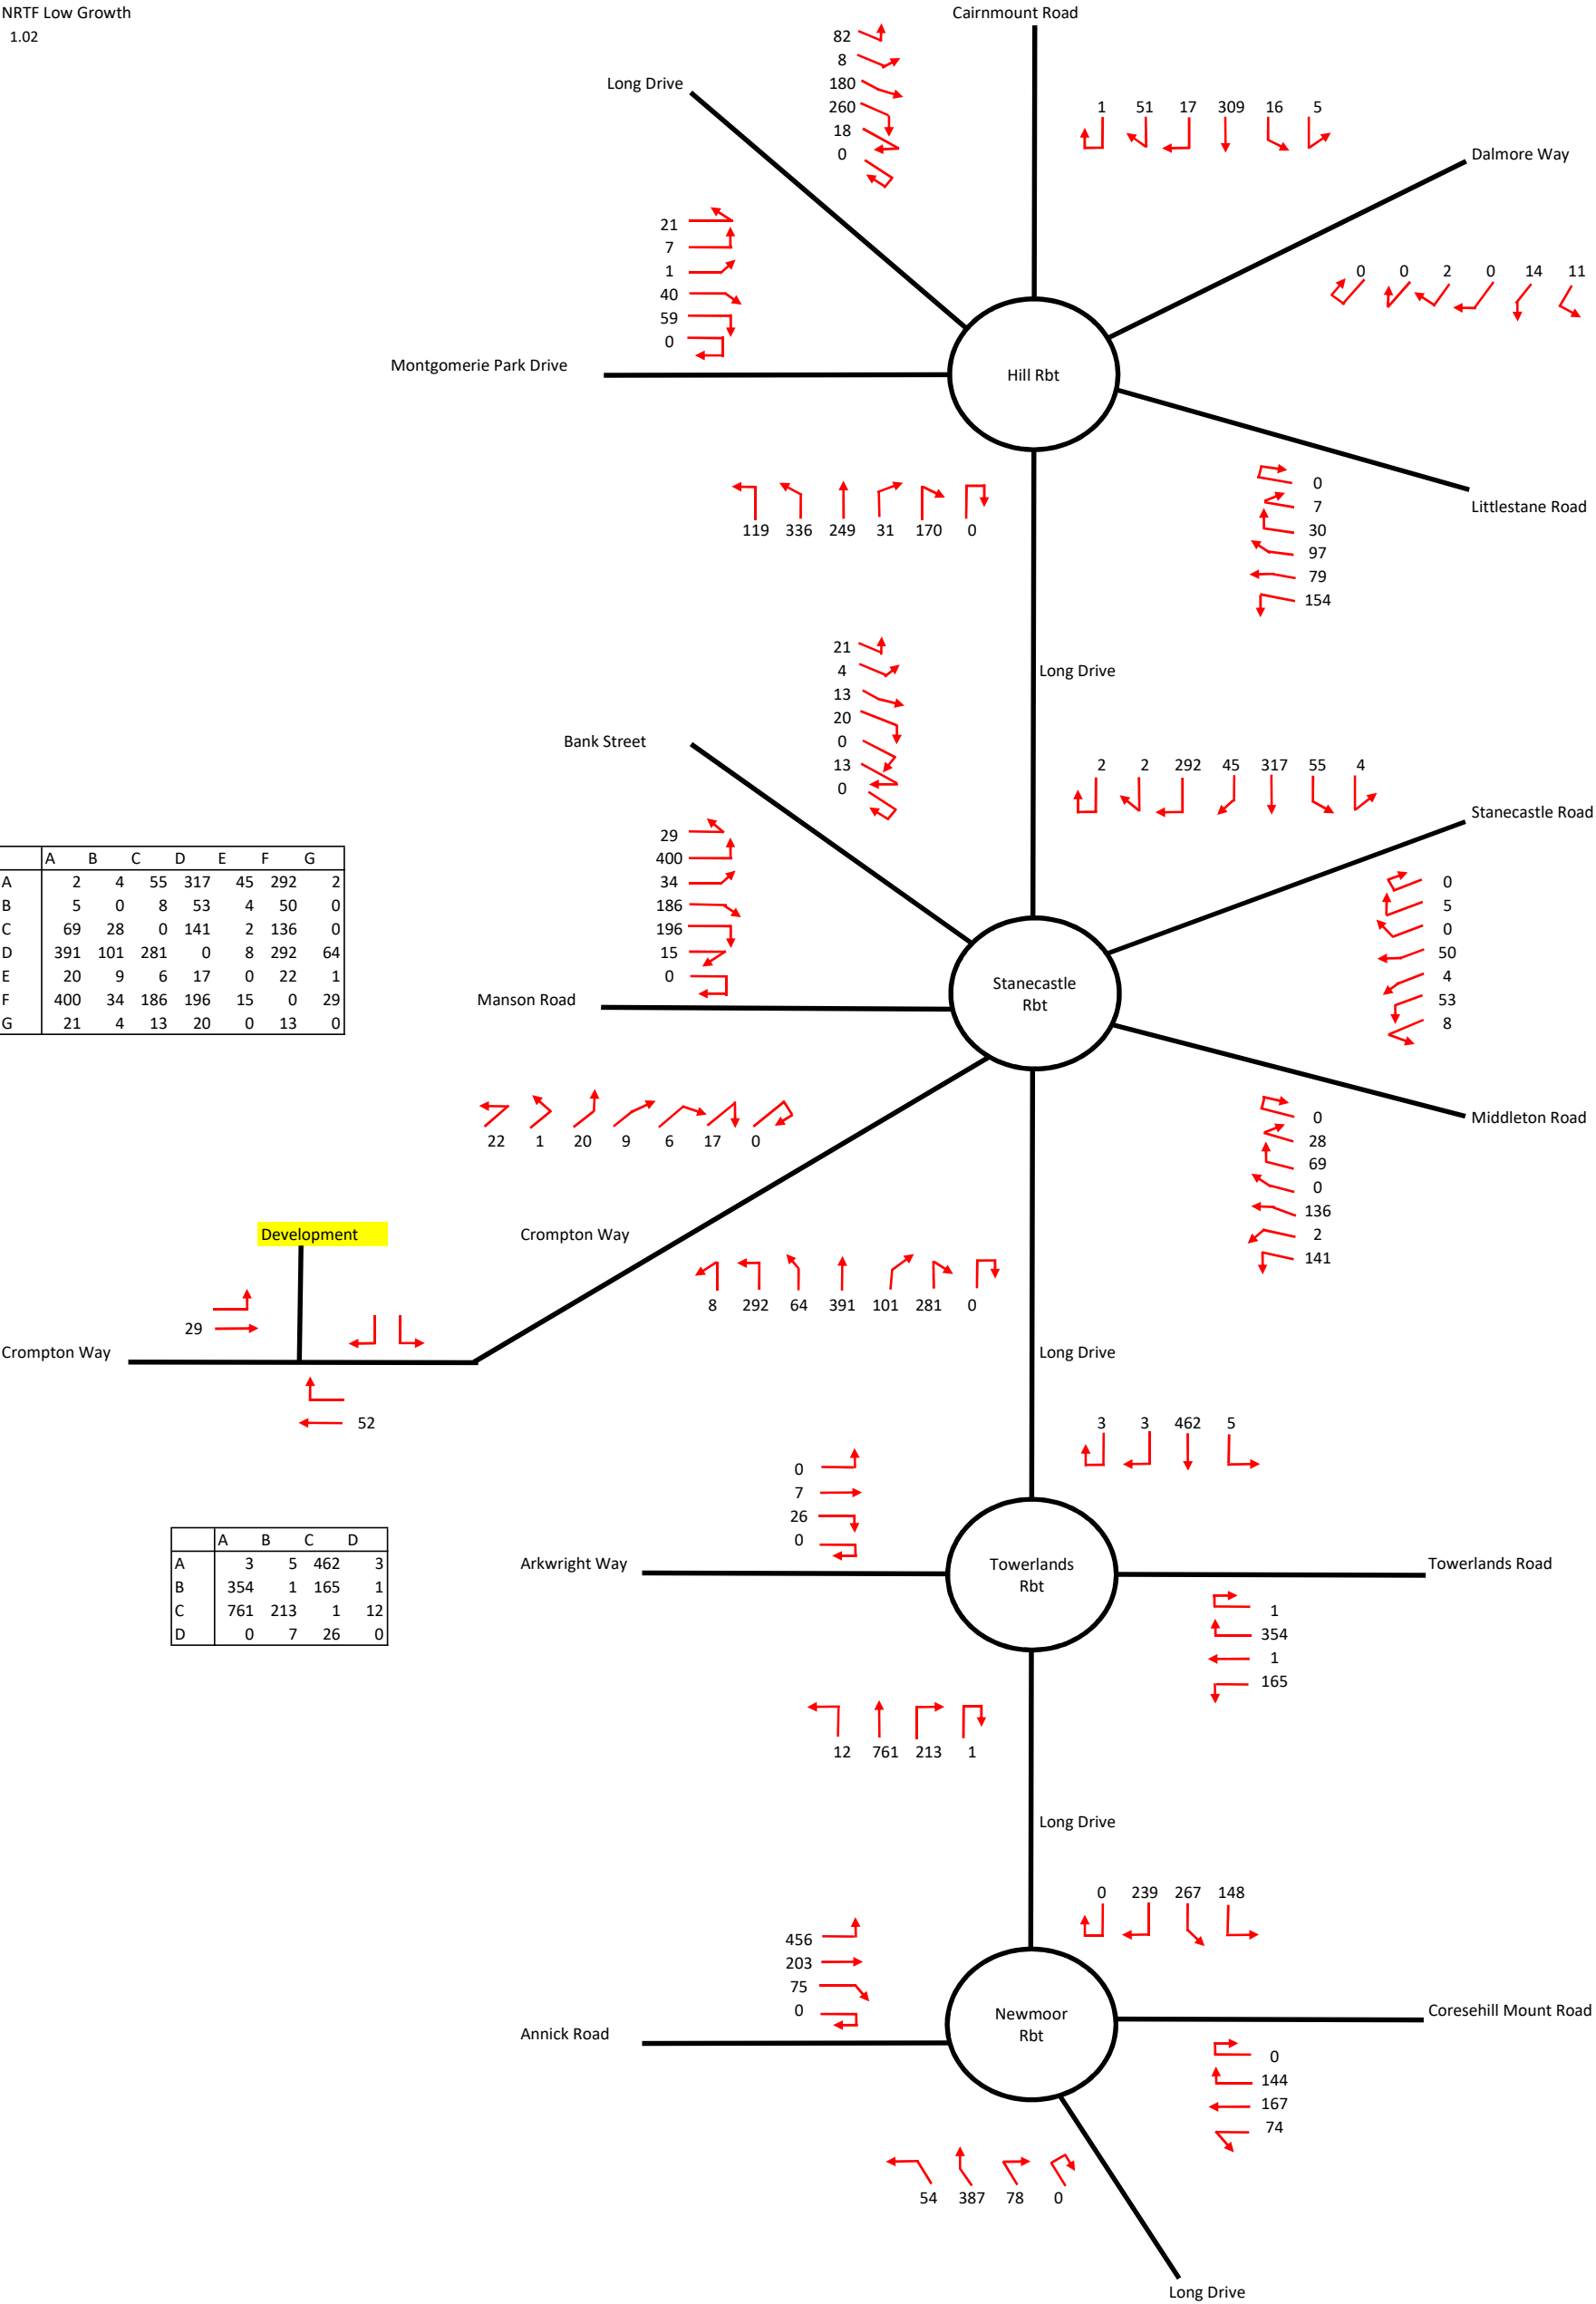 NRTF Low Growth
1.02
Cairnmount Road
Long Drive
82
8
180
260
18
0
1 51 17 309 16 5
Dalmore Way
21
7
1
40
59
0
0 0 2 0 14 11
Montgomerie Park Drive
Hill Rbt
Littlestane Road
119 336 249 31 170 0
0
7
30
97
79
154
Long Drive
21
4
13
20
0
13
0
Bank Street
2 2 292 45 317 55 4
Stanecastle Road
29
400
34
186
196
15
0
0
5
0
50
4
53
8
A B C D E F G
A 2 4 55 317 45 292 2
B 5 0 8 53 4 50 0
C 69 28 0 141 2 136 0
D 391 101 281 0 8 292 64
E 20 9 6 17 0 22 1
F 400 34 186 196 15 0 29
G 21 4 13 20 0 13 0
Manson Road
Stanecastle
Rbt
Middleton Road
22 1 20 9 6 17 0
0
28
69
0
136
2
141
Development
Crompton Way
8 292 64 391 101 281 0
29
Crompton Way
52
Long Drive
3 3 462 5
0
7
26
0
Arkwright Way
Towerlands
Rbt
Towerlands Road
A B C D
A 3 5 462 3
B 354 1 165 1
C 761 213 1 12
D 0 7 26 0
1
354
1
165
12 761 213 1
Long Drive
0 239 267 148
456
203
75
0
Annick Road
Newmoor
Rbt
Coresehill Mount Road
0
144
167
74
54 387 78 0
Long Drive